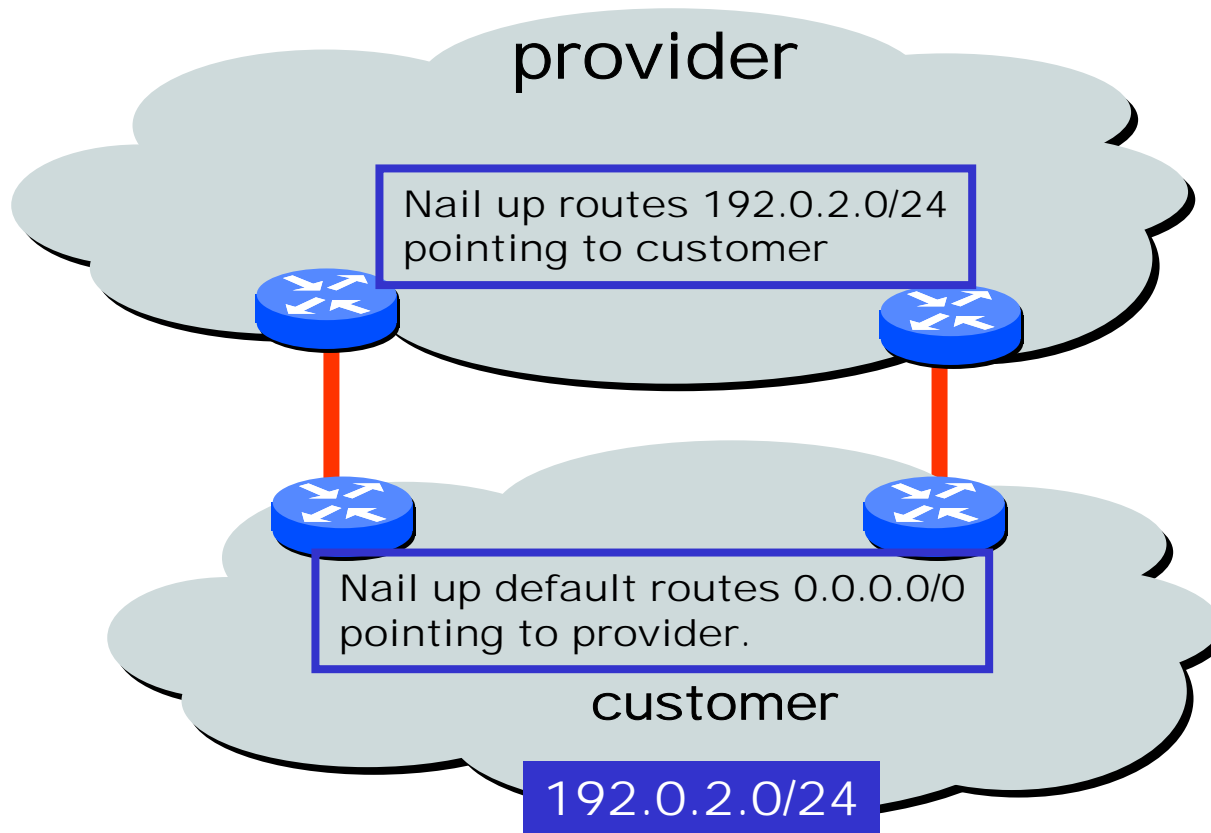 provider
Nail up routes 192.0.2.0/24
pointing to customer
Nail up default routes 0.0.0.0/0
pointing to provider.
customer
192.0.2.0/24